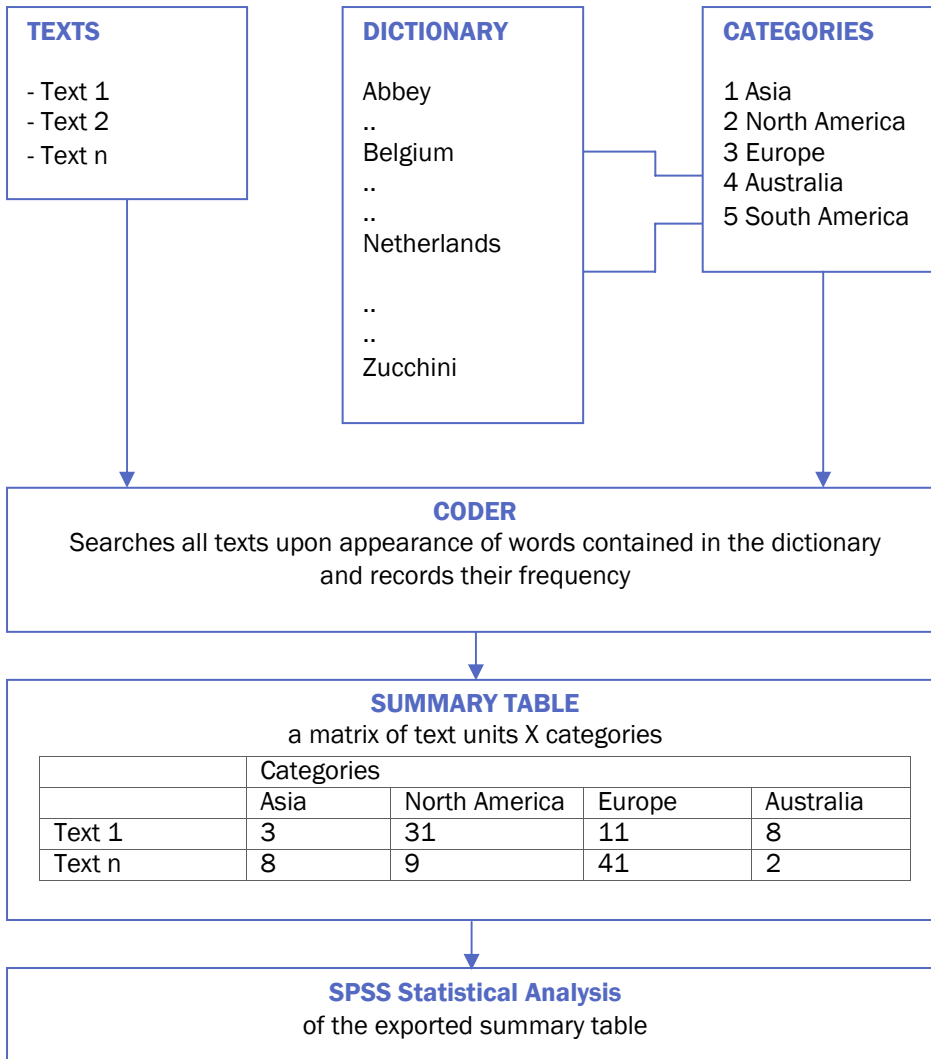 TEXTS
- Text 1
- Text 2
- Text n
DICTIONARY
Abbey
..
Belgium
..
..
Netherlands
..
..
Zucchini
CATEGORIES
1 Asia
2 North America
3 Europe
4 Australia
5 South America
CODER
Searches all texts upon appearance of words contained in the dictionary
and records their frequency
SUMMARY TABLE
a matrix of text units X categories
Categories
Asia North America Europe Australia
Text 1 3 31 11 8
Text n 8 9 41 2
SPSS Statistical Analysis
of the exported summary table